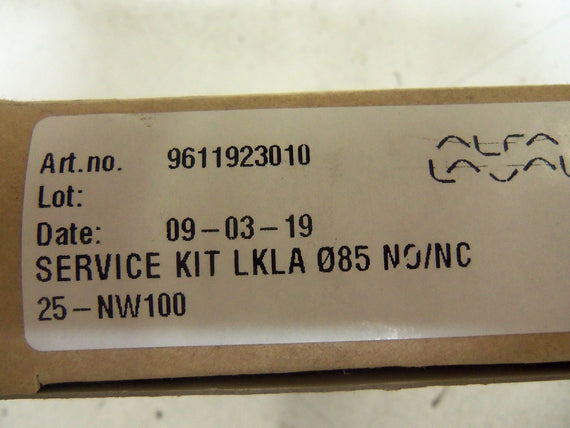 Art.no. 9611923010
ALFA
LAVAL
Lot:
Date: 09-03-19
SERVICE KIT LKLA Ø85 NO/NC
25-NW100